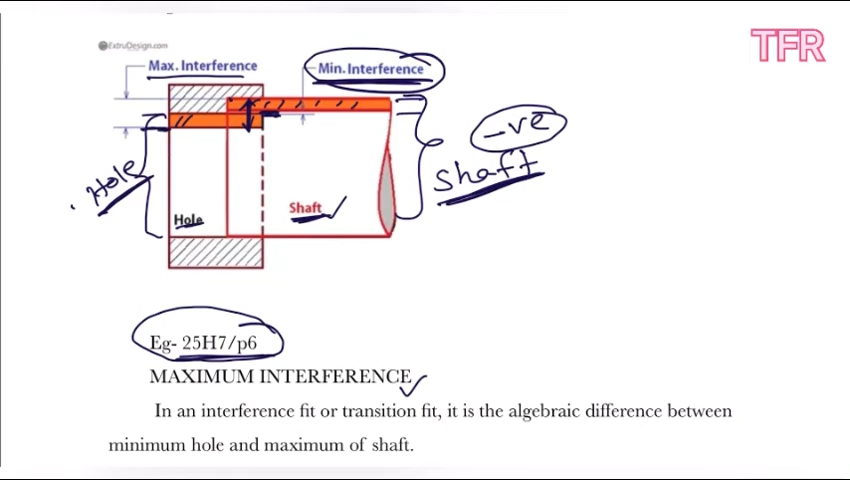 ExtruDesign.com
TFR
Max. Interference
Min. Interference
-ve
Shaft
Hole
Hole
Shaft
Eg- 25H7/p6
MAXIMUM INTERFERENCE
In an interference fit or transition fit, it is the algebraic difference between
minimum hole and maximum of shaft.